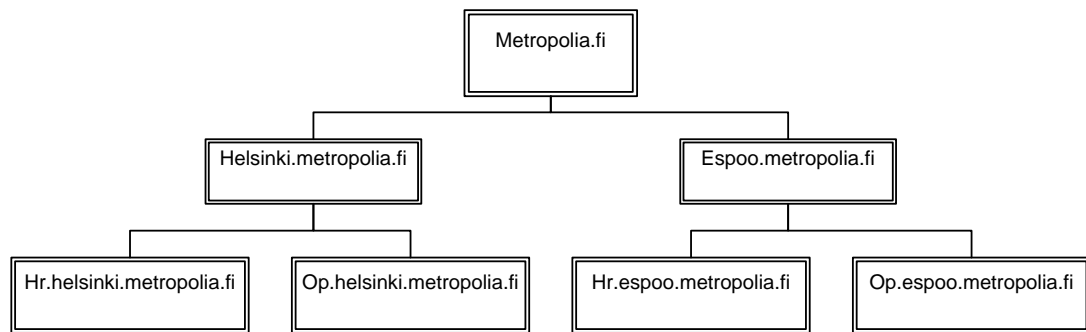 Metropolia.fi
Helsinki.metropolia.fi
Espoo.metropolia.fi
Hr.helsinki.metropolia.fi
Op.helsinki.metropolia.fi
Hr.espoo.metropolia.fi
Op.espoo.metropolia.fi